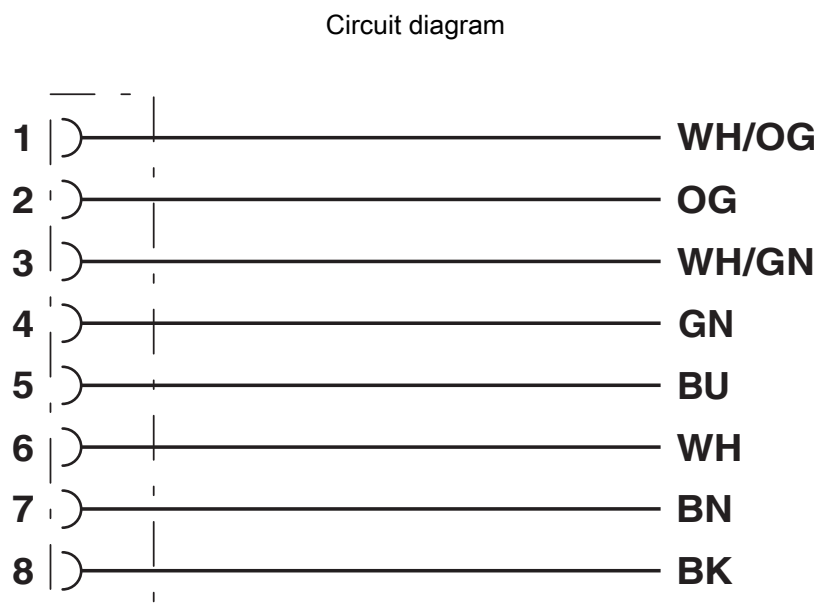 Circuit diagram
1 WH/OG
2 OG
3 WH/GN
4 GN
5 BU
6 WH
7 BN
8 BK